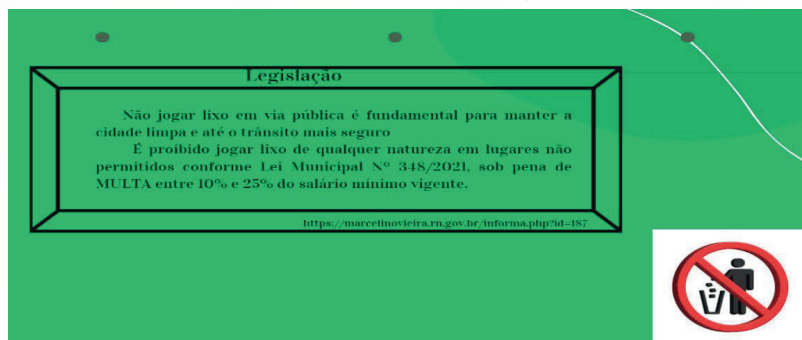 Legislação
Não jogar lixo em via pública é fundamental para manter a
cidade limpa e até o trânsito mais seguro
É proibido jogar lixo de qualquer natureza em lugares não
permitidos conforme Lei Municipal Nº 348/2021, sob pena de
MULTA entre 10% e 25% do salário mínimo vigente.
https://marcelinovieira.rn.gov.br/informa.php?id=187